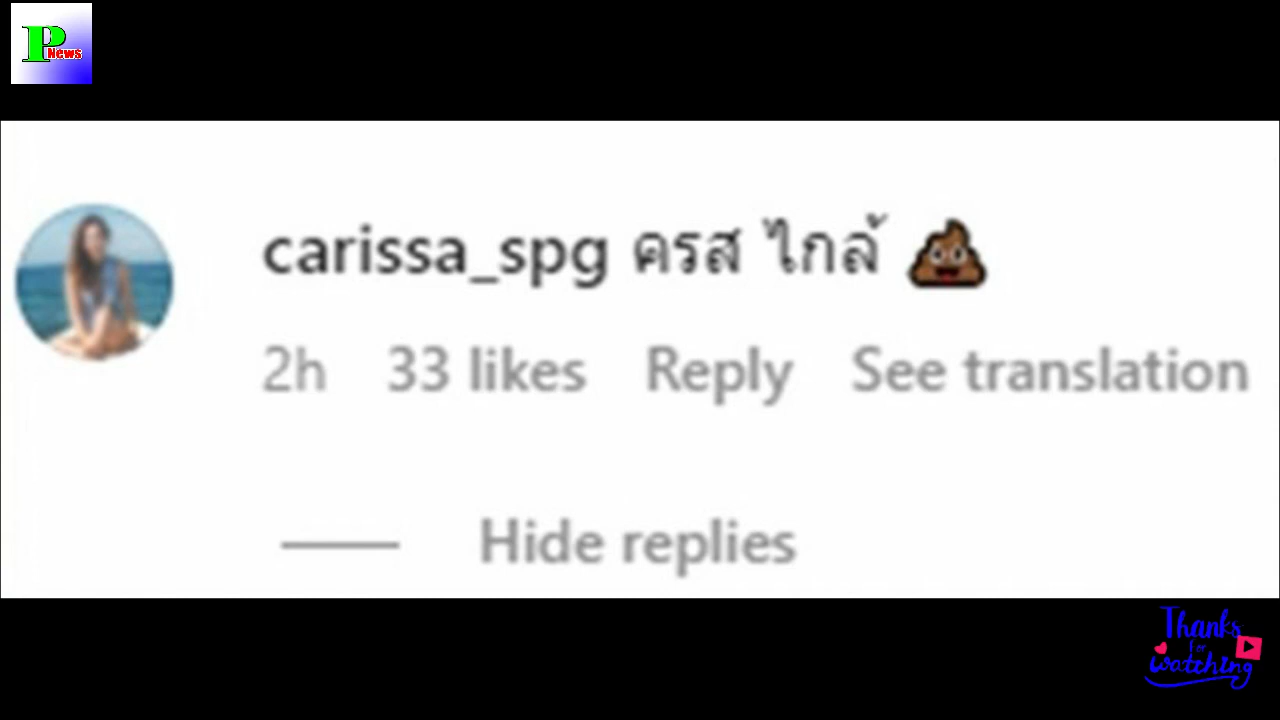 P
News
carissa_spg ครส ไกล้ 💩
2h 33 likes Reply See translation
Hide replies
Thanks
for
watching